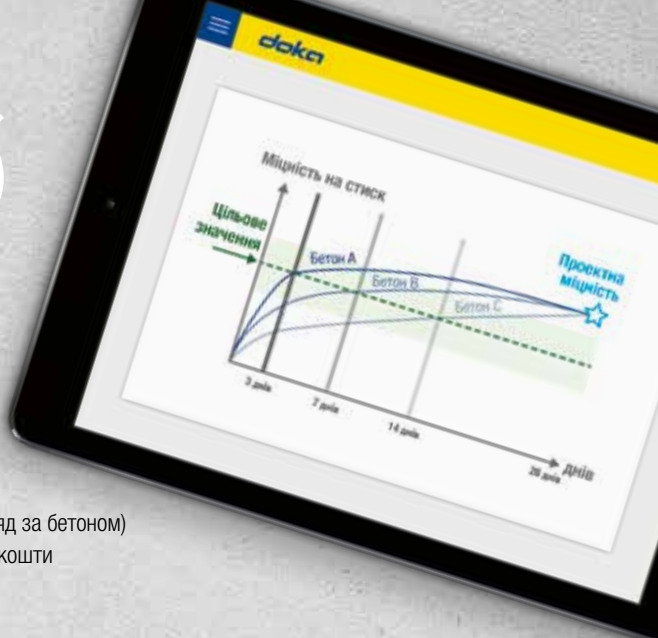 doka
Міцність на стиск
Цільове
значення
Бетон А
Бетон В
Бетон С
Проектна
міцність
3 днів
7 днів
14 днів
28 днів
днів
яд за бетоном)
кошти